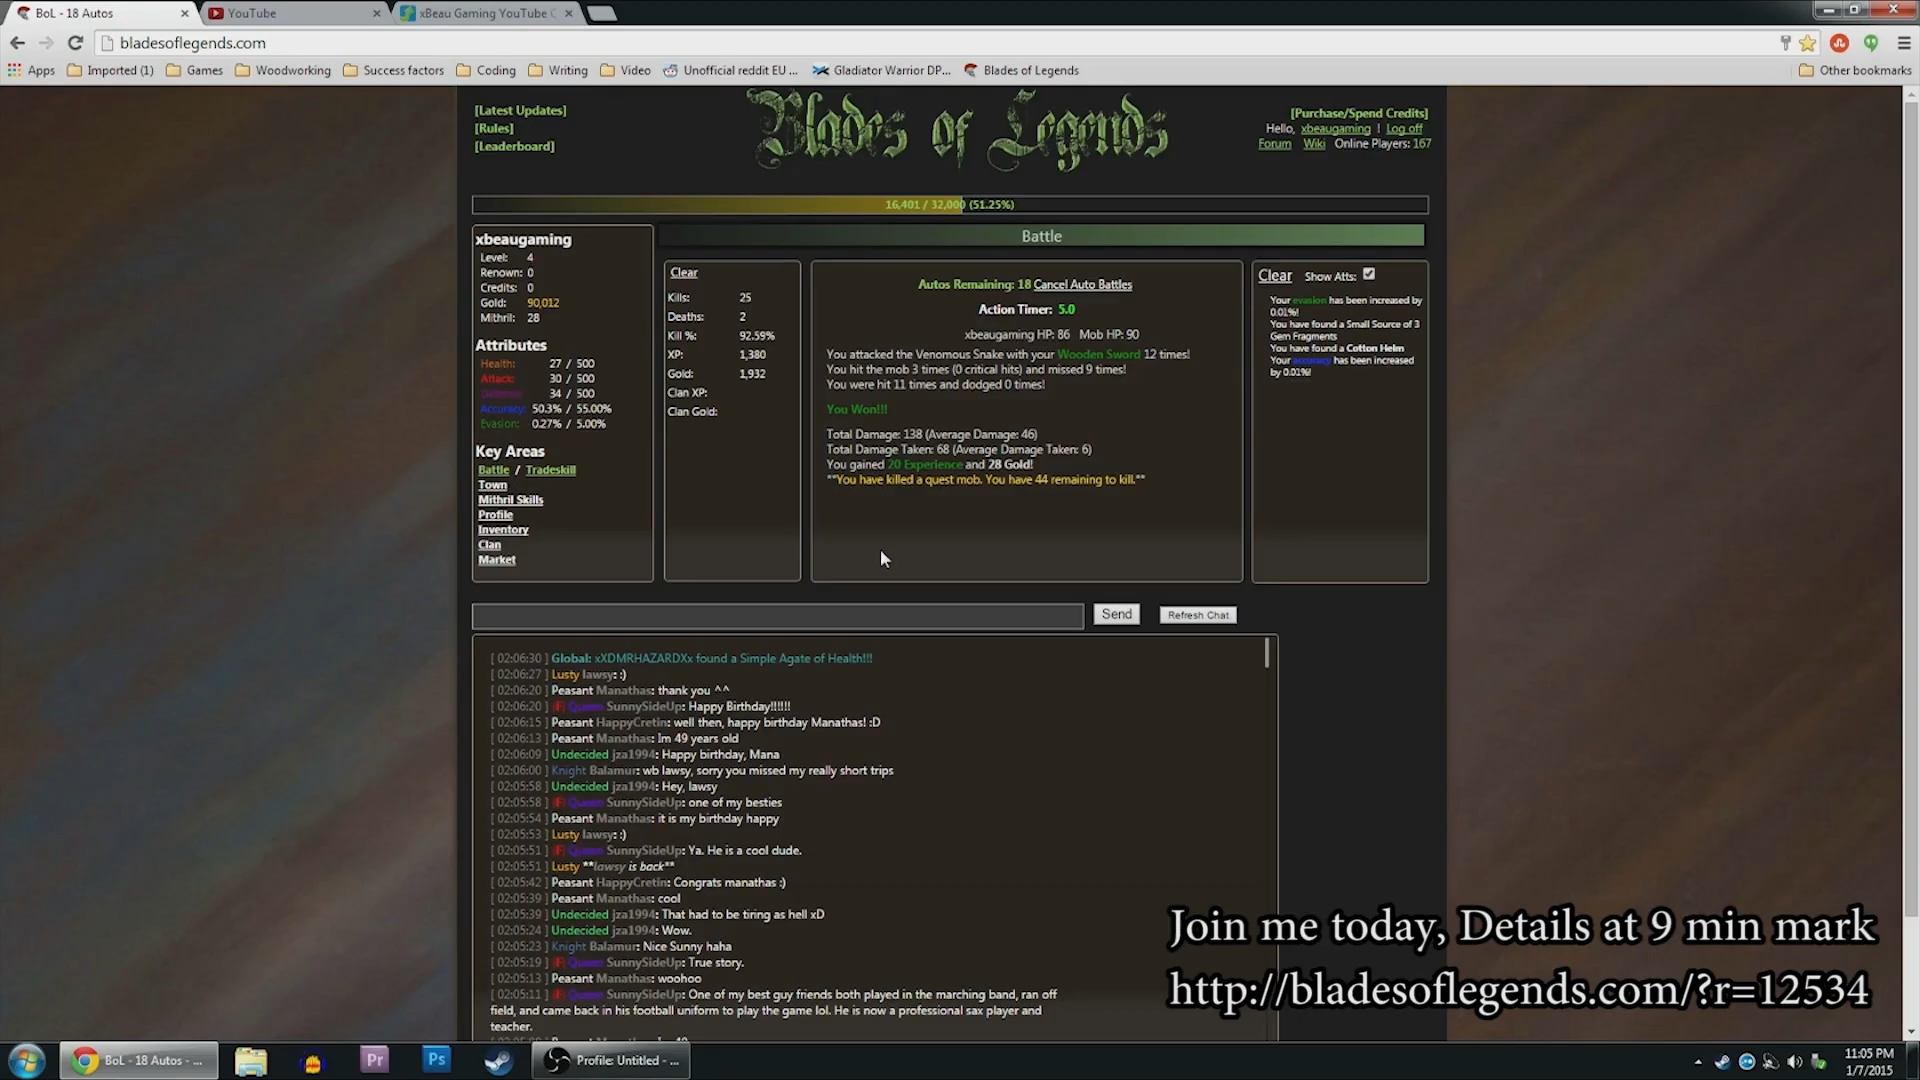 BoL - 18 Autos
YouTube
xBeau Gaming YouTube C
bladesoflegends.com
Apps
Imported (1)
Games
Woodworking
Success factors
Coding
Writing
Video
Unofficial reddit EU ...
Gladiator Warrior DP...
Blades of Legends
Other bookmarks
[Latest Updates]
[Rules]
[Leaderboard]
Blades of Legends
[Purchase/Spend Credits]
Hello, xbeaugaming ! Log off
Forum Wiki Online Players: 167
16,401 / 32,000 (51.25%)
xbeaugaming
Level: 4
Renown: 0
Credits: 0
Gold: 90,012
Mithril: 28
Attributes
Health: 27 / 500
Attack: 30 / 500
34 / 500
Accuracy: 50.3% / 55.00%
Evasion: 0.27% / 5.00%
Key Areas
Battle / Tradeskill
Town
Mithril Skills
Profile
Inventory
Clan
Market
Battle
Clear
Kills: 25
Deaths: 2
Kill %: 92.59%
XP: 1,380
Gold: 1,932
Clan XP:
Clan Gold:
Autos Remaining: 18 Cancel Auto Battles
Action Timer: 5.0
xbeaugaming HP: 86 Mob HP: 90
You attacked the Venomous Snake with your Wooden Sword 12 times!
You hit the mob 3 times (0 critical hits) and missed 9 times!
You were hit 11 times and dodged 0 times!
You Won!!!
Total Damage: 138 (Average Damage: 46)
Total Damage Taken: 68 (Average Damage Taken: 6)
You gained 20 Experience and 28 Gold!
**You have killed a quest mob. You have 44 remaining to kill.**
Clear Show Atts:
Your evasion has been increased by
0.01%!
You have found a Small Source of 3
Gem Fragments
You have found a Cotton Helm
Your accuracy has been increased
by 0.01%!
Send
Refresh Chat
[ 02:06:30 ] Global: xXDMRHAZARDXx found a Simple Agate of Health!!!
[ 02:06:27 ] Lusty lawsy: :)
[ 02:06:20 ] Peasant Manathas: thank you ^^
[ 02:06:20 ] Queen SunnySideUp: Happy Birthday!!!!!!
[ 02:06:15 ] Peasant HappyCretin: well then, happy birthday Manathas! :D
[ 02:06:13 ] Peasant Manathas: Im 49 years old
[ 02:06:09 ] Undecided jza1994: Happy birthday, Mana
[ 02:06:00 ] Knight Balamur: wb lawsy, sorry you missed my really short trips
[ 02:05:58 ] Undecided jza1994: Hey, lawsy
[ 02:05:58 ] Queen SunnySideUp: one of my besties
[ 02:05:54 ] Peasant Manathas: it is my birthday happy
[ 02:05:53 ] Lusty lawsy: :)
[ 02:05:51 ] Queen SunnySideUp: Ya. He is a cool dude.
[ 02:05:51 ] Lusty **lawsy is back**
[ 02:05:42 ] Peasant HappyCretin: Congrats manathas :)
[ 02:05:39 ] Peasant Manathas: cool
[ 02:05:39 ] Undecided jza1994: That had to be tiring as hell xD
[ 02:05:24 ] Undecided jza1994: Wow.
[ 02:05:23 ] Knight Balamur: Nice Sunny haha
[ 02:05:19 ] Queen SunnySideUp: True story.
[ 02:05:13 ] Peasant Manathas: woohoo
[ 02:05:11 ] Queen SunnySideUp: One of my best guy friends both played in the marching band, ran off
field, and came back in his football uniform to play the game lol. He is now a professional sax player and
teacher.
Join me today, Details at 9 min mark
http://bladesoflegends.com/?r=12534
BoL - 18 Autos - ...
Pr
Ps
Profile: Untitled - ...
11:05 PM
1/7/2015